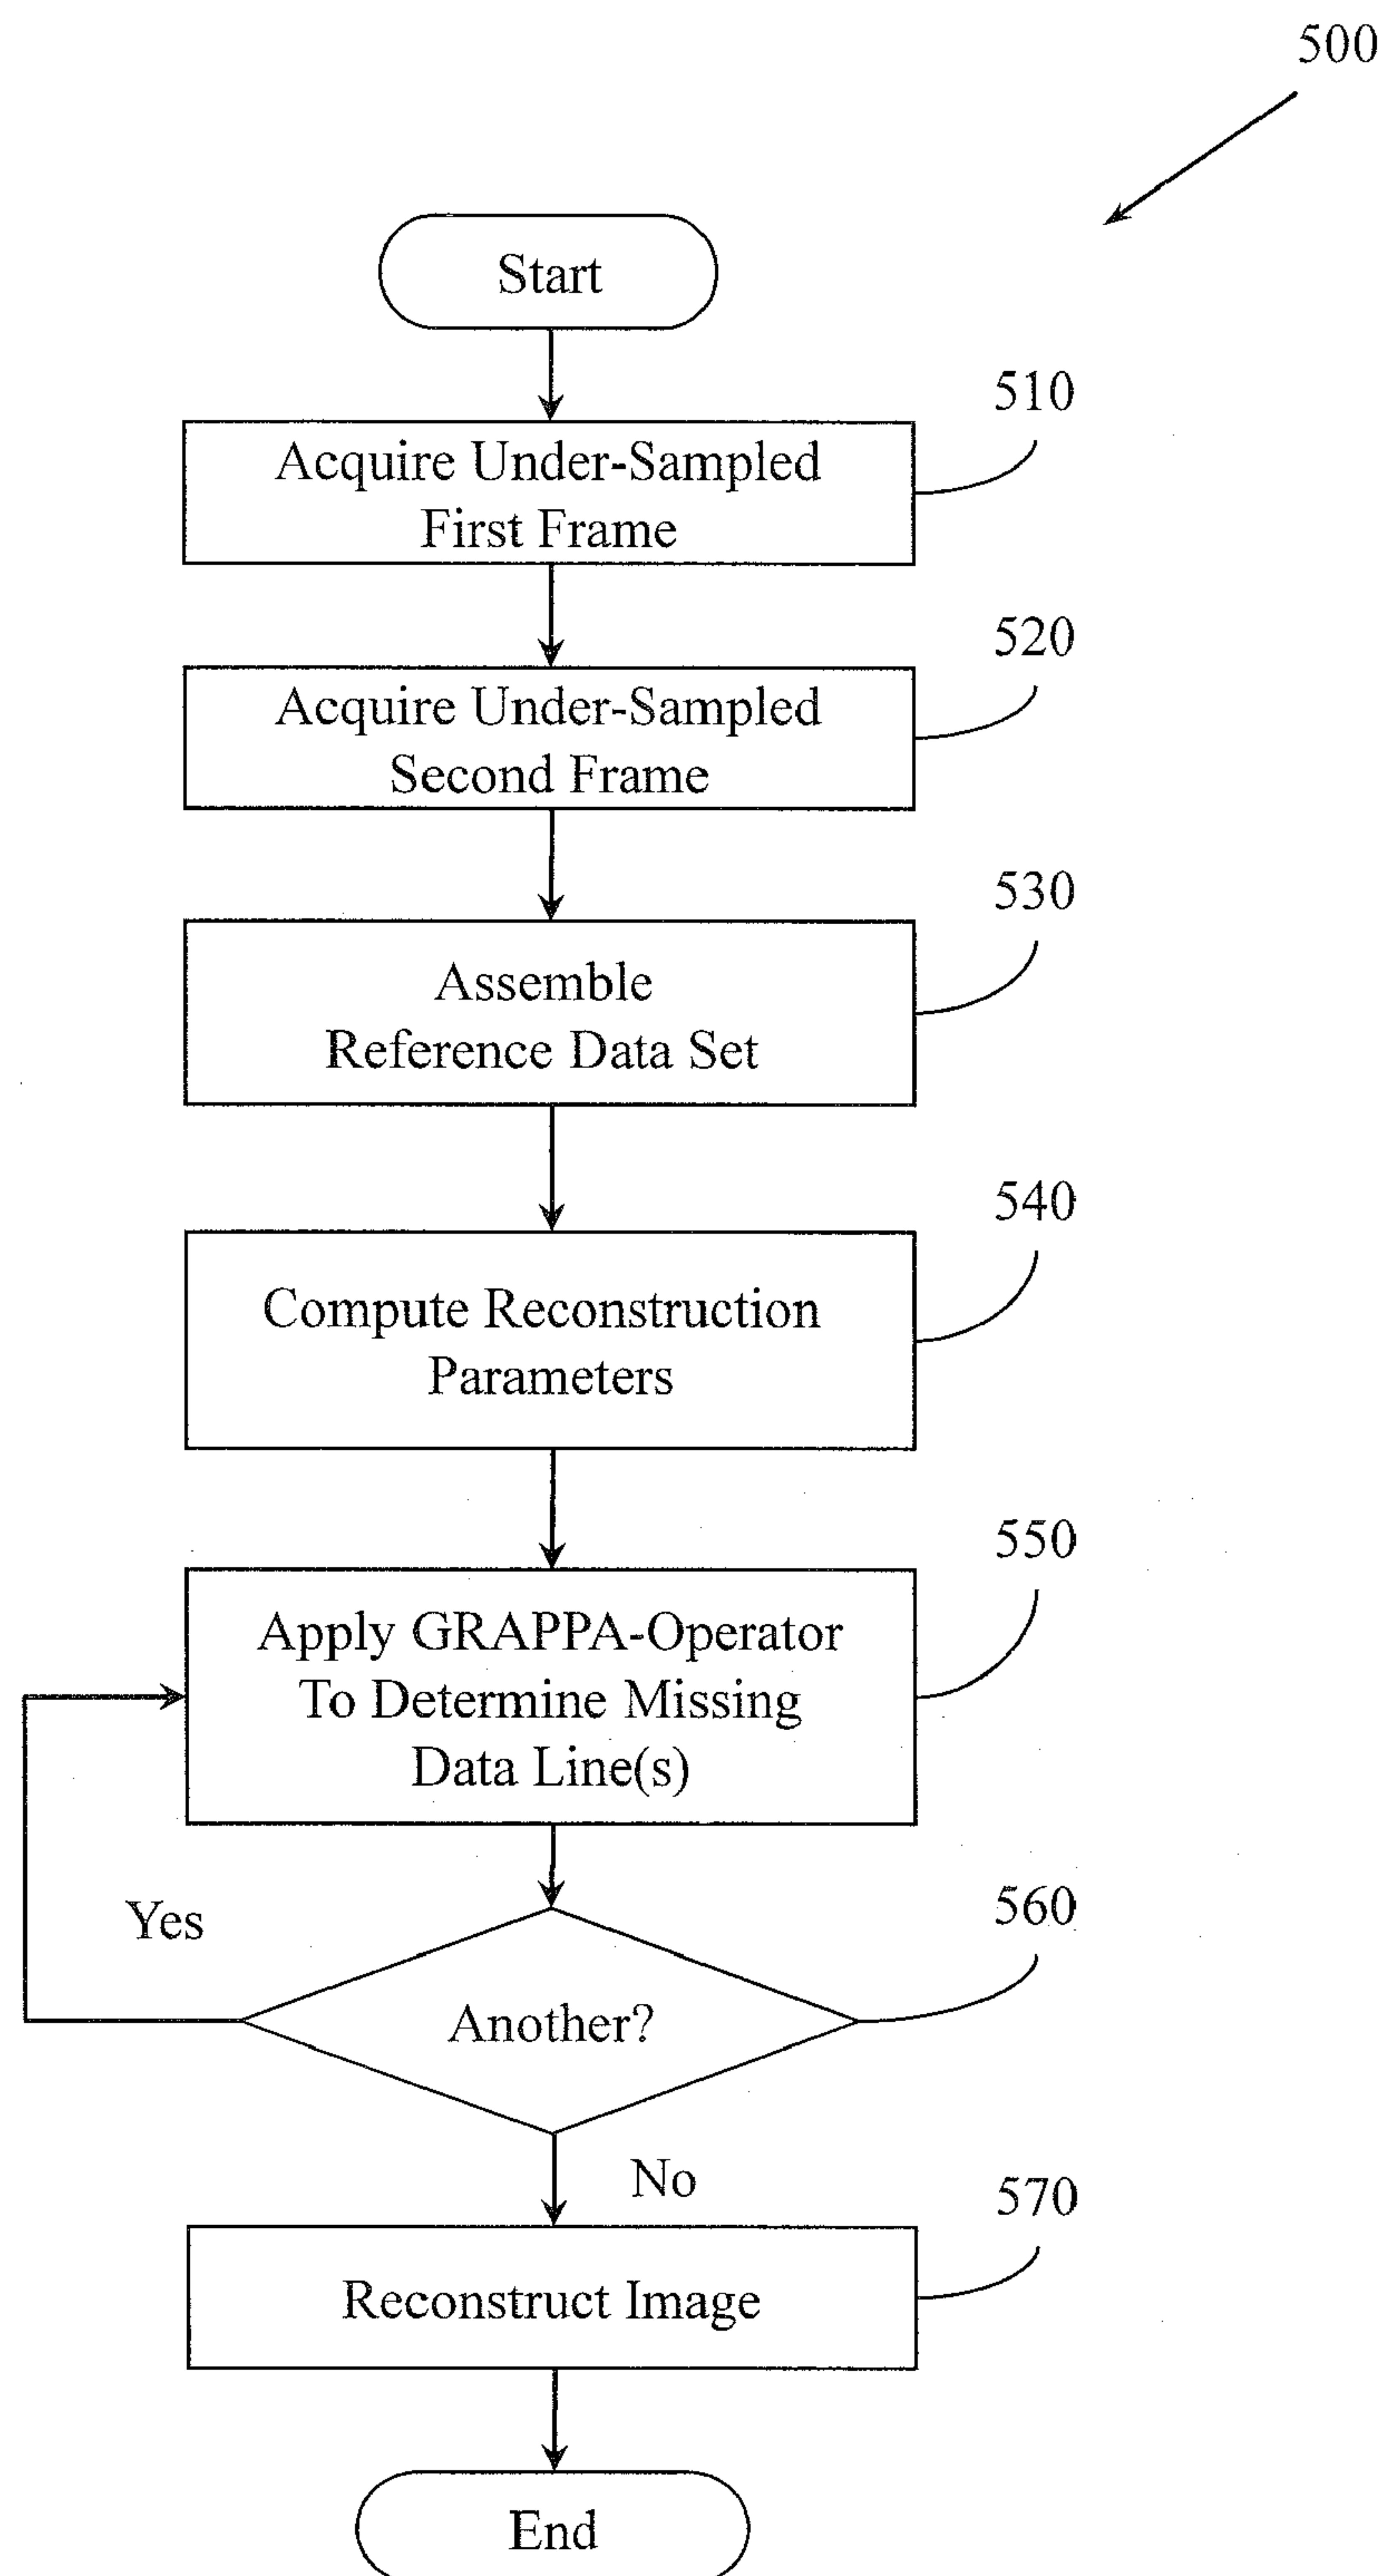 500
Start
510
Acquire Under-Sampled
First Frame
520
Acquire Under-Sampled
Second Frame
530
Assemble
Reference Data Set
540
Compute Reconstruction
Parameters
550
Apply GRAPPA-Operator
To Determine Missing
Data Line(s)
Yes
560
Another?
No
570
Reconstruct Image
End